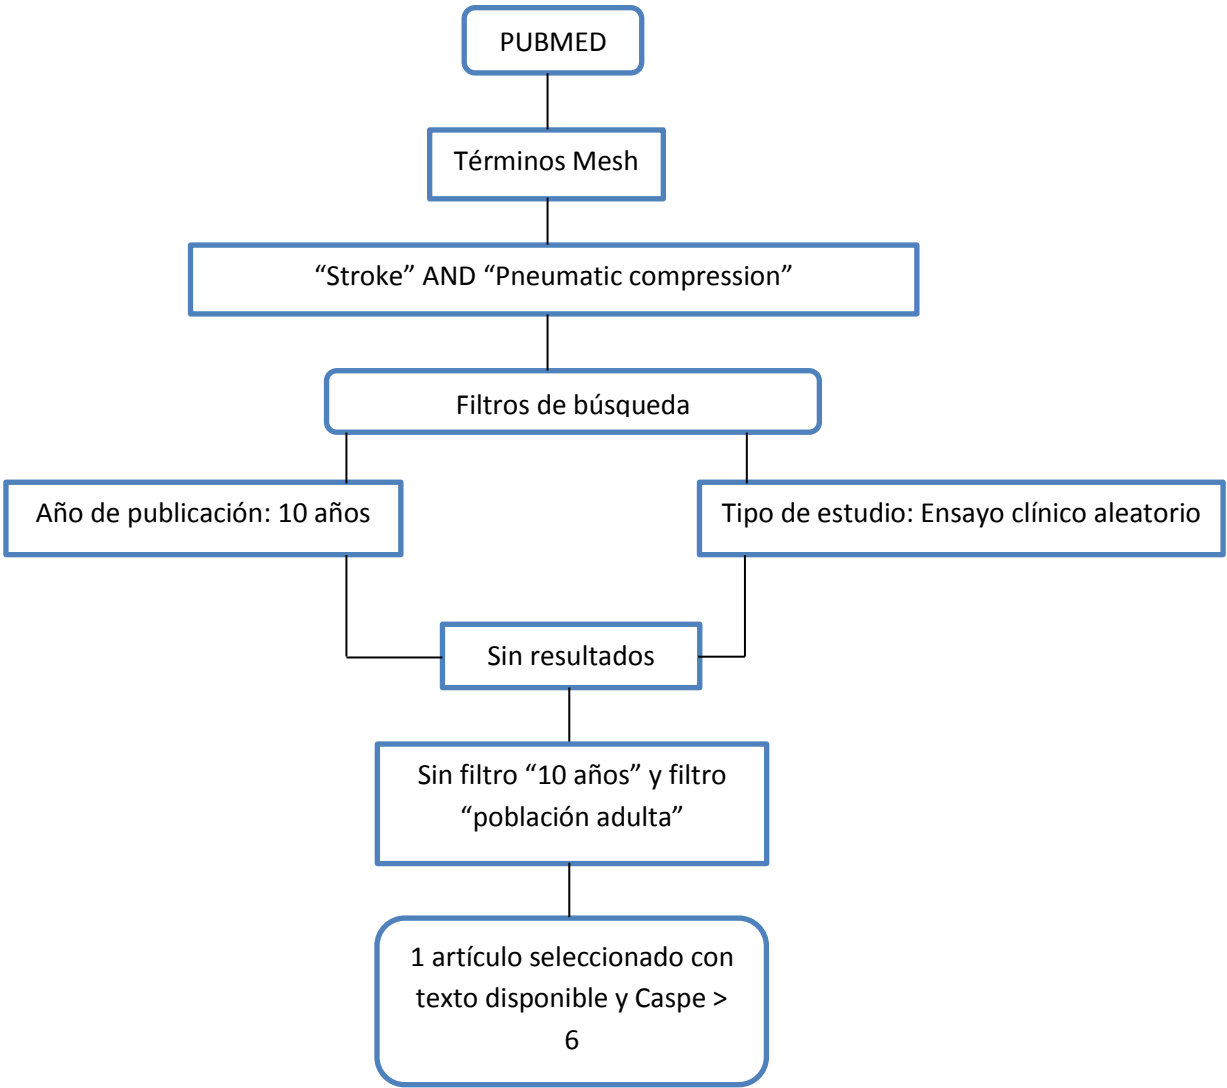 PUBMED
Términos Mesh
“Stroke” AND “Pneumatic compression”
Filtros de búsqueda
Año de publicación: 10 años
Tipo de estudio: Ensayo clínico aleatorio
Sin resultados
Sin filtro “10 años” y filtro
“población adulta”
1 artículo seleccionado con
texto disponible y Caspe >
6